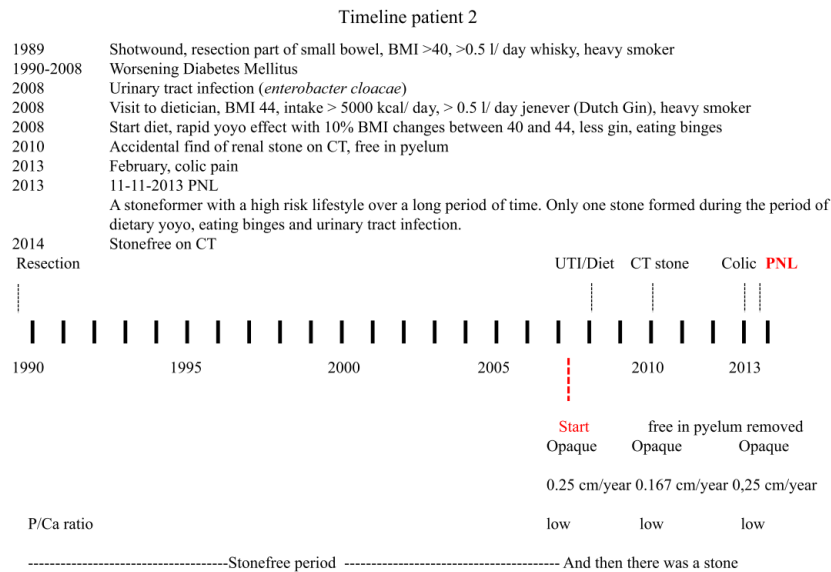 Timeline patient 2
1989 Shotwound, resection part of small bowel, BMI >40, >0.5 l/ day whisky, heavy smoker
1990-2008 Worsening Diabetes Mellitus
2008 Urinary tract infection (enterobacter cloacae)
2008 Visit to dietician, BMI 44, intake > 5000 kcal/ day, > 0.5 l/ day jenever (Dutch Gin), heavy smoker
2008 Start diet, rapid yoyo effect with 10% BMI changes between 40 and 44, less gin, eating binges
2010 Accidental find of renal stone on CT, free in pyelum
2013 February, colic pain
2013 11-11-2013 PNL
A stoneformer with a high risk lifestyle over a long period of time. Only one stone formed during the period of
dietary yoyo, eating binges and urinary tract infection.
2014 Stonefree on CT
Resection UTI/Diet CT stone Colic PNL
1990 1995 2000 2005 2010 2013
Start free in pyelum removed
Opaque Opaque Opaque
0.25 cm/year 0.167 cm/year 0,25 cm/year
P/Ca ratio low low low
-------------------------------------Stonefree period ---------------------------------------- And then there was a stone